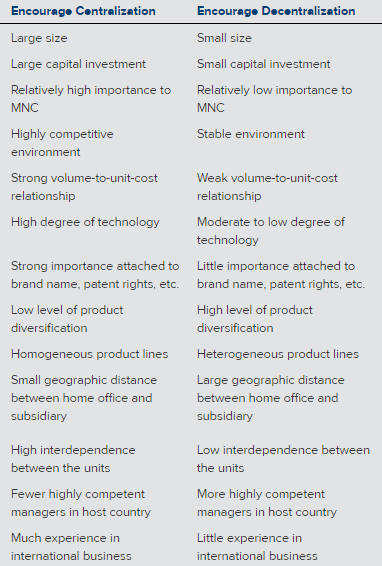 Encourage Centralization Encourage Decentralization
Large size Small size
Large capital investment Small capital investment
Relatively high importance to Relatively low importance to
MNC MNC
Highly competitive Stable environment
environment
Strong volume-to-unit-cost Weak volume-to-unit-cost
relationship relationship
High degree of technology Moderate to low degree of
technology
Strong importance attached to Little importance attached to
brand name, patent rights, etc. brand name, patent rights, etc.
Low level of product High level of product
diversification diversification
Homogeneous product lines Heterogeneous product lines
Small geographic distance Large geographic distance
between home office and between home office and
subsidiary subsidiary
High interdependence Low interdependence between
between the units the units
Fewer highly competent More highly competent
managers in host country managers in host country
Much experience in Little experience in
international business international business